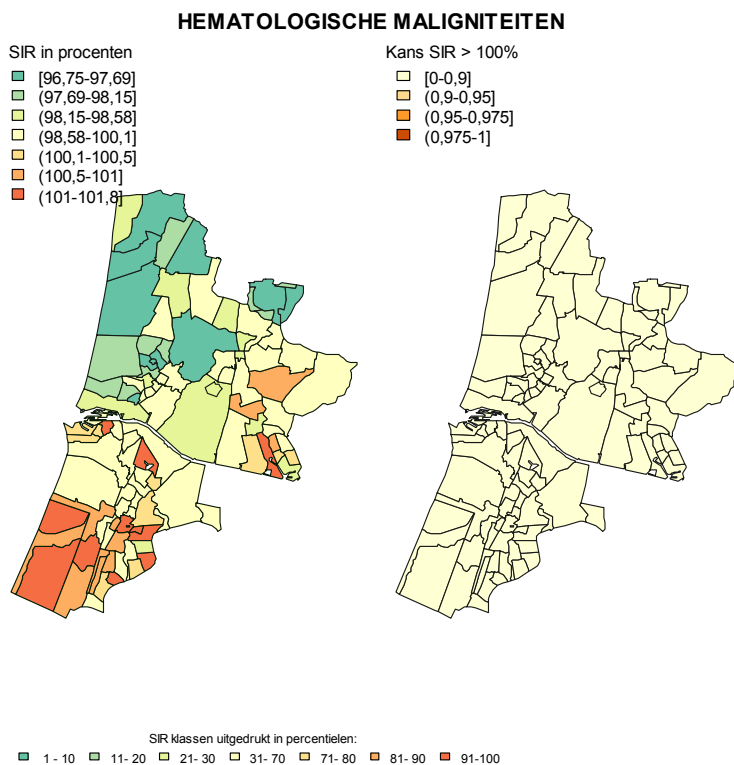 HEMATOLOGISCHE MALIGNITEITEN
SIR in procenten
[96,75-97,69]
(97,69-98,15]
(98,15-98,58]
(98,58-100,1]
(100,1-100,5]
(100,5-101]
(101-101,8]
Kans SIR > 100%
[0-0,9]
(0,9-0,95]
(0,95-0,975]
(0,975-1]
SIR klassen uitgedrukt in percentielen:
1 - 10 11- 20 21- 30 31- 70 71- 80 81- 90 91-100